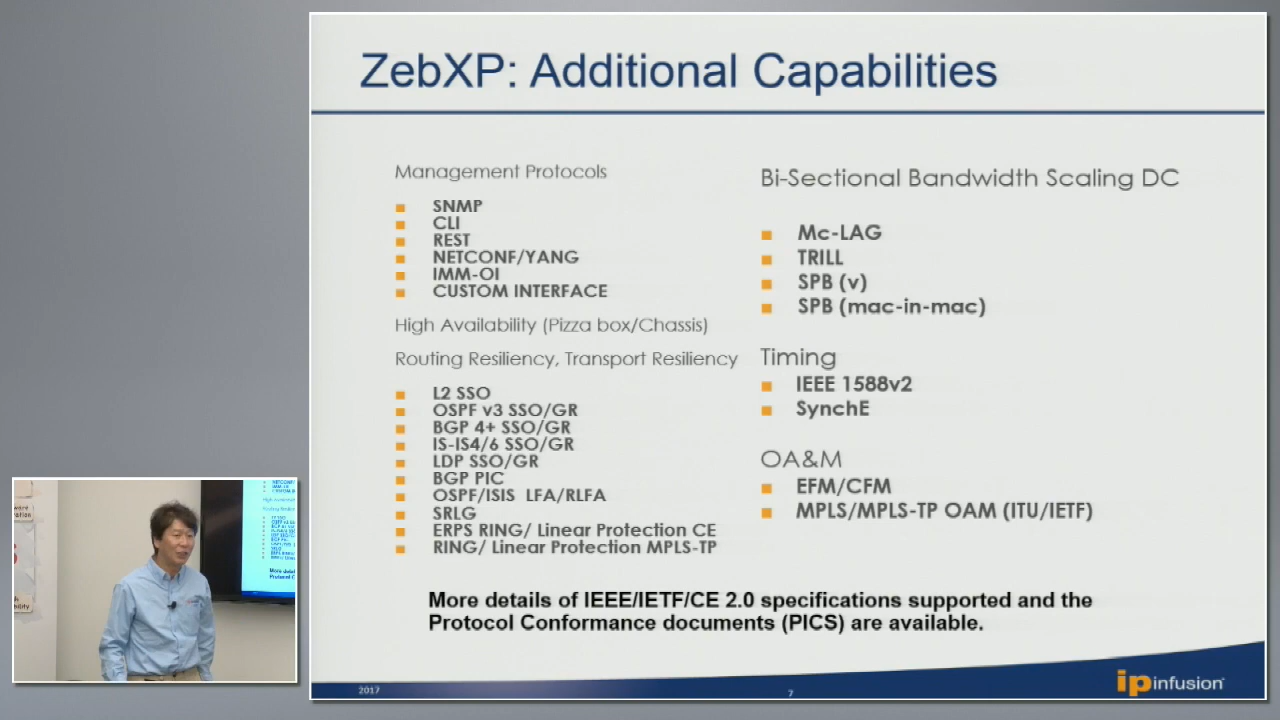 ZebXP: Additional Capabilities
Management Protocols
SNMP
CLI
REST
NETCONF/YANG
IMM-OI
CUSTOM INTERFACE
High Availability (Pizza box/Chassis)
Routing Resiliency, Transport Resiliency
L2 SSO
OSPF v3 SSO/GR
BGP 4+ SSO/GR
IS-IS4/6 SSO/GR
LDP SSO/GR
BGP PIC
OSPF/ISIS LFA/RLFA
SRLG
ERPS RING/ Linear Protection CE
RING/ Linear Protection MPLS-TP
Bi-Sectional Bandwidth Scaling DC
Mc-LAG
TRILL
SPB (v)
SPB (mac-in-mac)
Timing
IEEE 1588v2
SynchE
OA&M
EFM/CFM
MPLS/MPLS-TP OAM (ITU/IETF)
More details of IEEE/IETF/CE 2.0 specifications supported and the
Protocol Conformance documents (PICS) are available.
2017
7
ipinfusion